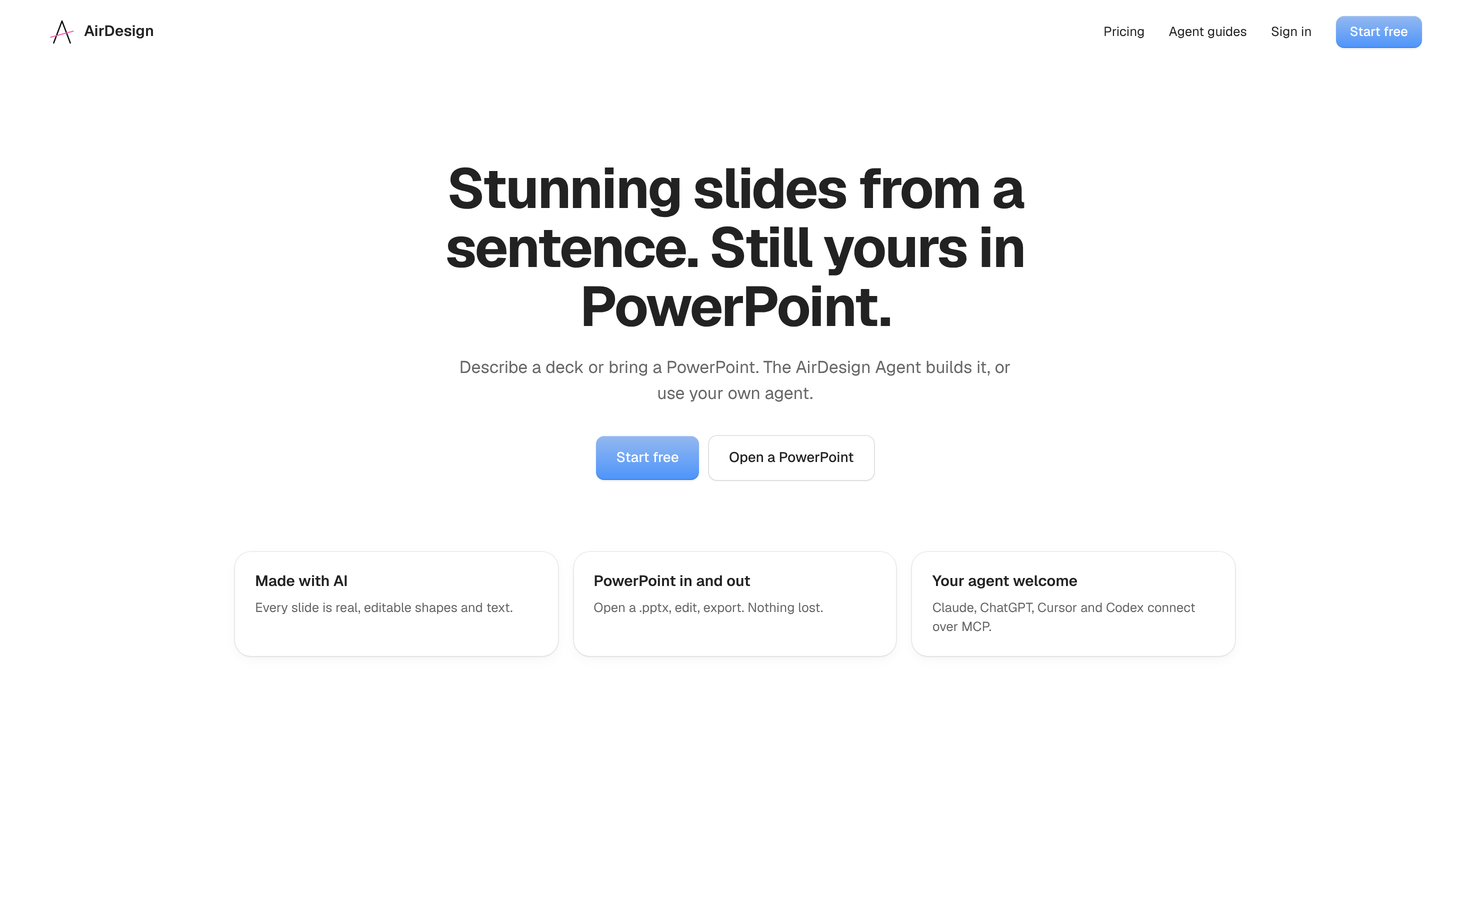 AirDesign
Pricing
Agent guides
Sign in
Start free
Stunning slides from a
sentence. Still yours in
PowerPoint.
Describe a deck or bring a PowerPoint. The AirDesign Agent builds it, or
use your own agent.
Start free
Open a PowerPoint
Made with AI
Every slide is real, editable shapes and text.
PowerPoint in and out
Open a .pptx, edit, export. Nothing lost.
Your agent welcome
Claude, ChatGPT, Cursor and Codex connect
over MCP.